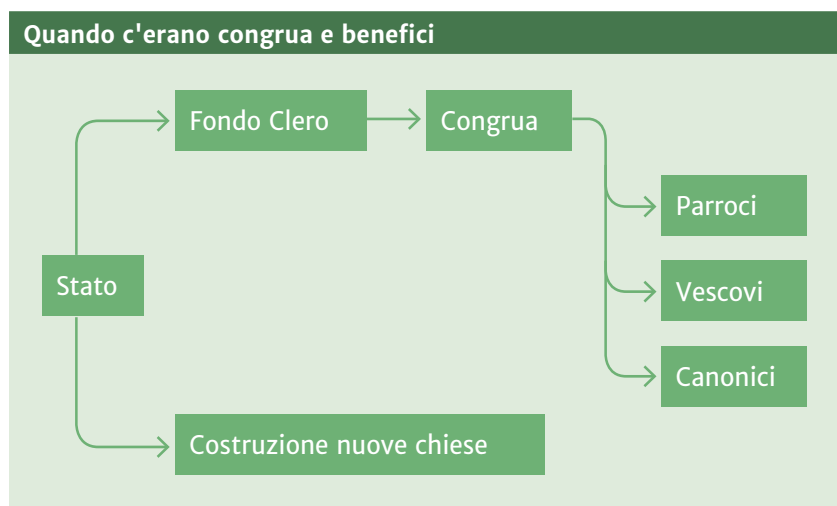 Quando c'erano congrua e benefici
Fondo Clero
Congrua
Parroci
Stato
Vescovi
Canonici
Costruzione nuove chiese